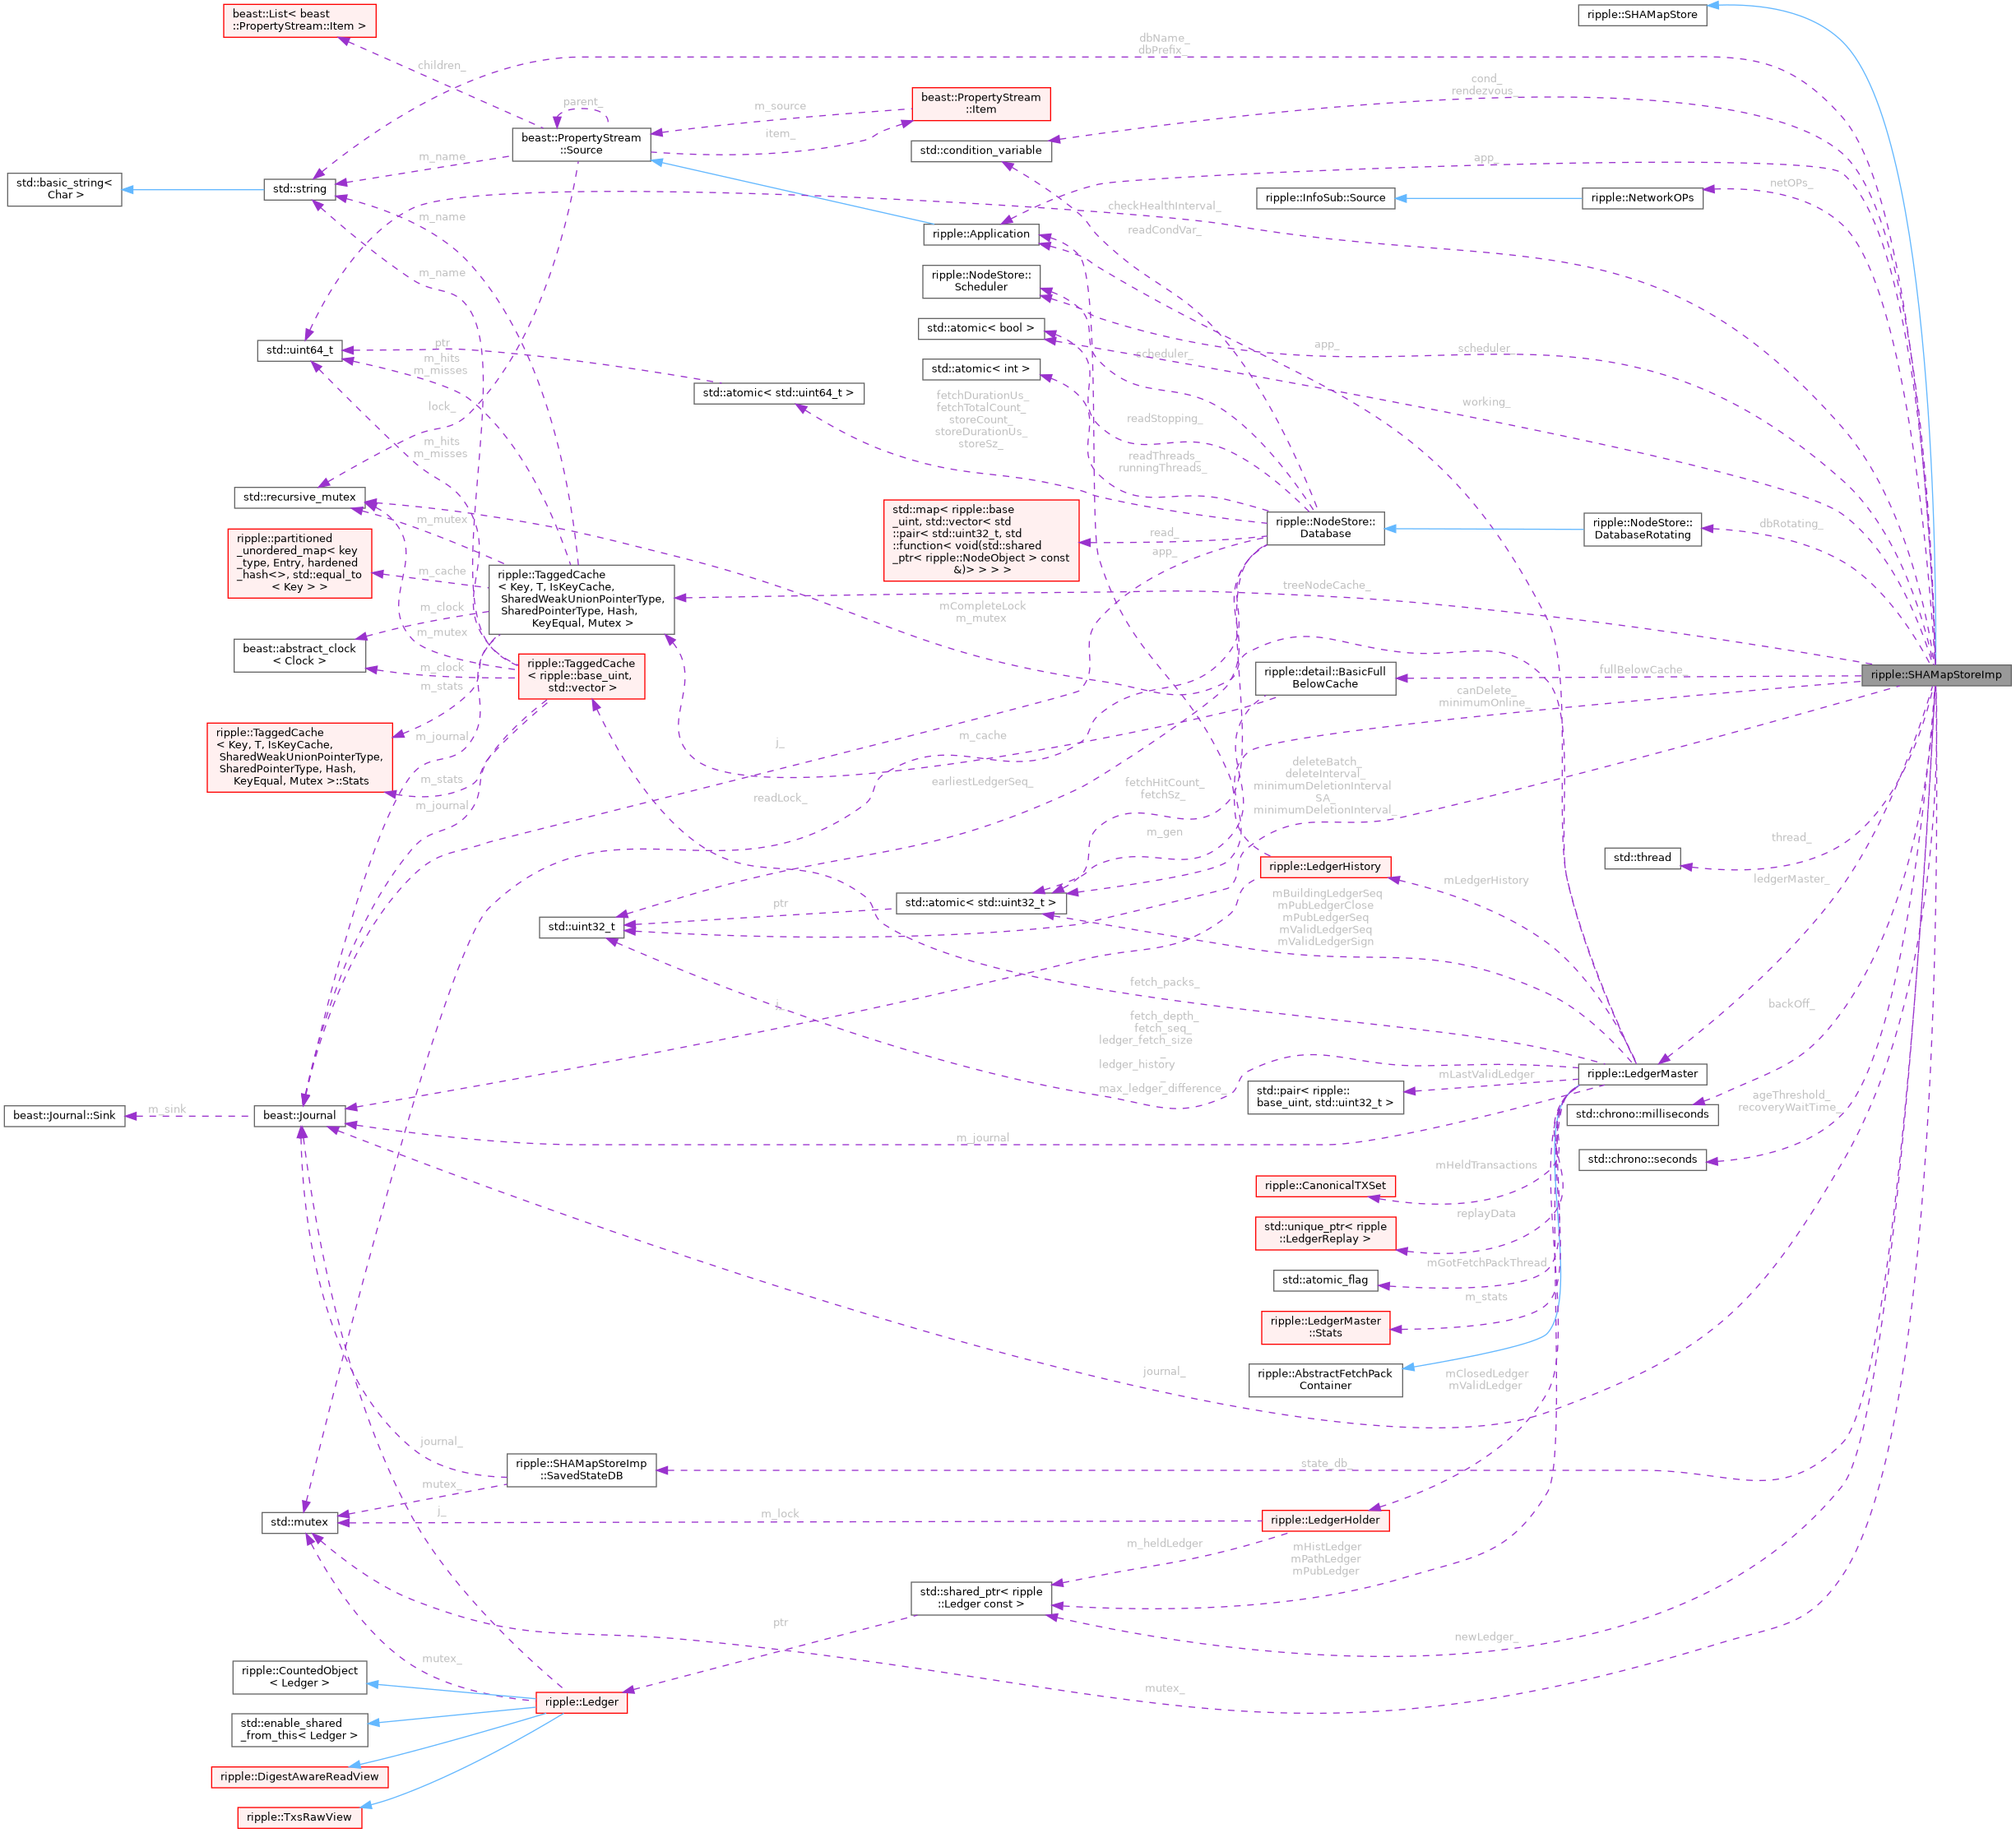 beast::List< beast
::PropertyStream::Item >
ripple::SHAMapStore
dbName_
dbPrefix_
children_
cond_
rendezvous_
parent_
m_source
beast::PropertyStream
::Item
item_
beast::PropertyStream
::Source
std::condition_variable
m_name
app_
std::basic_string<
Char >
std::string
netOPs_
ripple::InfoSub::Source
ripple::NetworkOPs
m_name
checkHealthInterval_
readCondVar_
ripple::Application
m_name
ripple::NodeStore::
Scheduler
std::atomic< bool >
ptr
std::uint64_t
m_hits
m_misses
app_
scheduler_
scheduler_
std::atomic< int >
std::atomic< std::uint64_t >
fetchDurationUs_
fetchTotalCount_
storeCount_
storeDurationUs_
storeSz_
lock_
working_
readStopping_
m_hits
m_misses
readThreads_
runningThreads_
std::recursive_mutex
m_mutex
std::map< ripple::base
_uint, std::vector< std
::pair< std::uint32_t, std
::function< void(std::shared
_ptr< ripple::NodeObject > const
&)> > > >
read_
app_
ripple::NodeStore::
Database
ripple::NodeStore::
DatabaseRotating
dbRotating_
ripple::partitioned
_unordered_map< key
_type, Entry, hardened
_hash<>, std::equal_to
< Key > >
m_cache
ripple::TaggedCache
< Key, T, IsKeyCache,
SharedWeakUnionPointerType,
SharedPointerType, Hash,
KeyEqual, Mutex >
treeNodeCache_
m_clock
mCompleteLock
m_mutex
m_mutex
beast::abstract_clock
< Clock >
m_clock
ripple::TaggedCache
< ripple::base_uint,
std::vector >
ripple::detail::BasicFull
BelowCache
fullBelowCache_
ripple::SHAMapStoreImp
m_stats
canDelete_
minimumOnline_
ripple::TaggedCache
< Key, T, IsKeyCache,
SharedWeakUnionPointerType,
SharedPointerType, Hash,
KeyEqual, Mutex >::Stats
m_journal
j_
m_cache
m_stats
m_journal
readLock_
earliestLedgerSeq_
fetchHitCount_
fetchSz_
deleteBatch_
deleteInterval_
minimumDeletionInterval
SA_
minimumDeletionInterval_
m_gen
thread_
std::thread
ripple::LedgerHistory
mLedgerHistory
ledgerMaster_
std::uint32_t
ptr
std::atomic< std::uint32_t >
mBuildingLedgerSeq
mPubLedgerClose
mPubLedgerSeq
mValidLedgerSeq
mValidLedgerSign
fetch_packs_
j_
backOff_
fetch_depth_
fetch_seq_
ledger_fetch_size
_
ledger_history
_
max_ledger_difference_
ripple::LedgerMaster
mLastValidLedger
std::pair< ripple::
base_uint, std::uint32_t >
std::chrono::milliseconds
ageThreshold_
recoveryWaitTime_
beast::Journal::Sink
m_sink
beast::Journal
m_journal
std::chrono::seconds
mHeldTransactions
ripple::CanonicalTXSet
replayData
std::unique_ptr< ripple
::LedgerReplay >
mGotFetchPackThread
std::atomic_flag
m_stats
ripple::LedgerMaster
::Stats
ripple::AbstractFetchPack
Container
mClosedLedger
mValidLedger
journal_
journal_
ripple::SHAMapStoreImp
::SavedStateDB
state_db_
mutex_
j_
std::mutex
m_lock
ripple::LedgerHolder
m_heldLedger
mHistLedger
mPathLedger
mPubLedger
std::shared_ptr< ripple
::Ledger const >
ptr
newLedger_
mutex_
ripple::CountedObject
< Ledger >
mutex_
ripple::Ledger
std::enable_shared
_from_this< Ledger >
ripple::DigestAwareReadView
ripple::TxsRawView